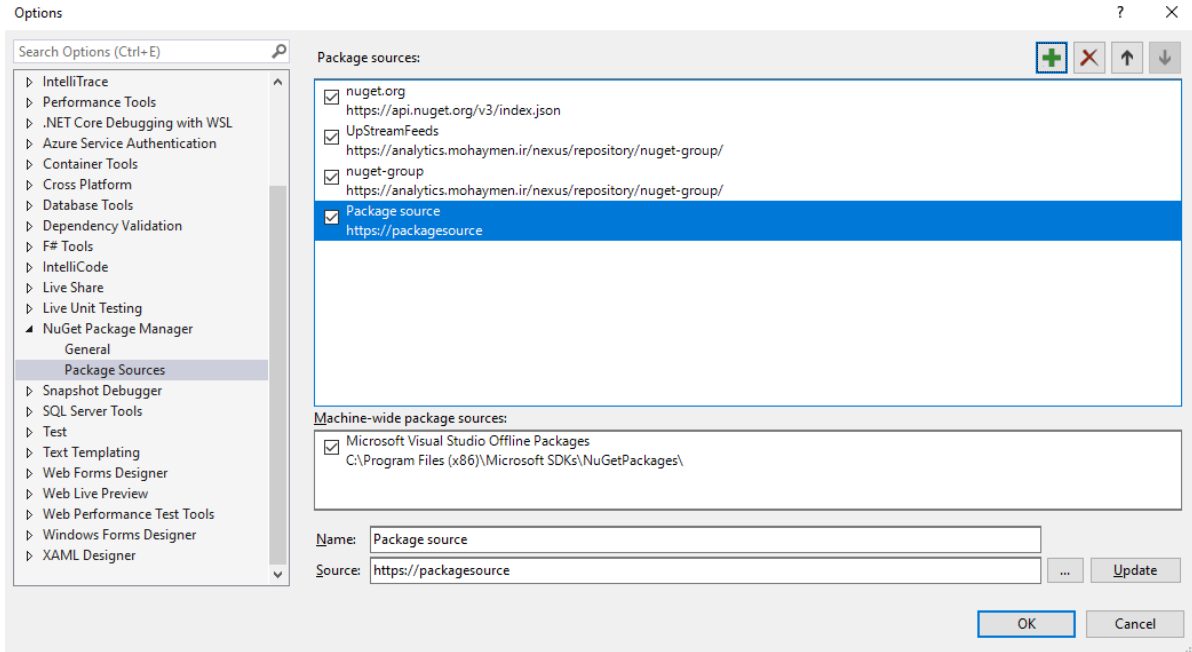 Options
?
Search Options (Ctrl+E)
IntelliTrace
Performance Tools
.NET Core Debugging with WSL
Azure Service Authentication
Container Tools
Cross Platform
Database Tools
Dependency Validation
F# Tools
IntelliCode
Live Share
Live Unit Testing
NuGet Package Manager
General
Package Sources
Snapshot Debugger
SQL Server Tools
Test
Text Templating
Web Forms Designer
Web Live Preview
Web Performance Test Tools
Windows Forms Designer
XAML Designer
Package sources:
nuget.org
https://api.nuget.org/v3/index.json
UpStreamFeeds
https://analytics.mohaymen.ir/nexus/repository/nuget-group/
nuget-group
https://analytics.mohaymen.ir/nexus/repository/nuget-group/
Package source
https://packagesource
Machine-wide package sources:
Microsoft Visual Studio Offline Packages
C:\Program Files (x86)\Microsoft SDKs\NuGetPackages\
Name: Package source
Source: https://packagesource ... Update
OK Cancel